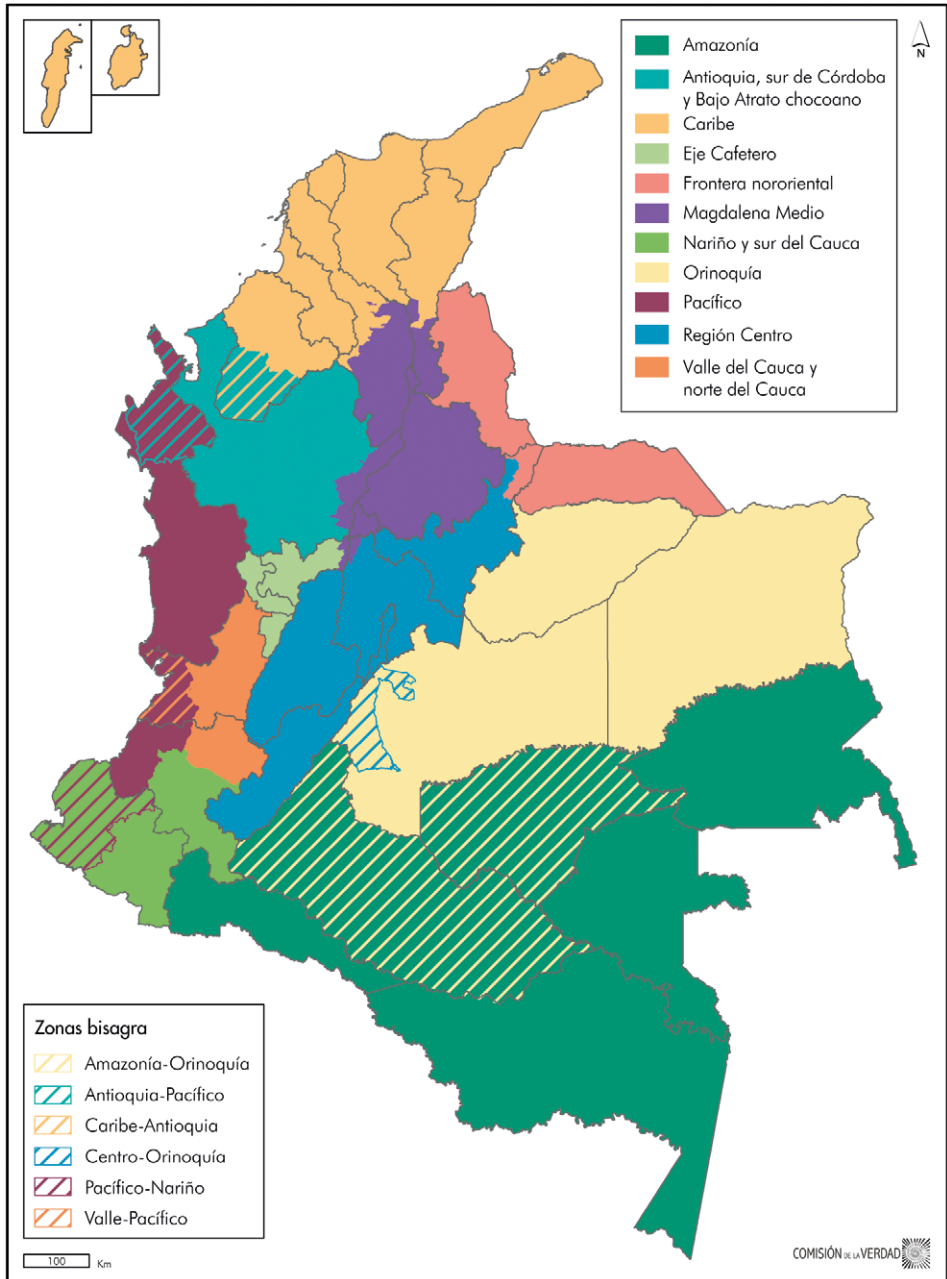 N
Amazonía
Antioquia, sur de Córdoba
y Bajo Atrato chocoano
Caribe
Eje Cafetero
Frontera nororiental
Magdalena Medio
Nariño y sur del Cauca
Orinoquía
Pacífico
Región Centro
Valle del Cauca y
norte del Cauca
Zonas bisagra
Amazonía-Orinoquía
Antioquia-Pacífico
Caribe-Antioquia
Centro-Orinoquía
Pacífico-Nariño
Valle-Pacífico
100 Km
COMISIÓN DE LA VERDAD